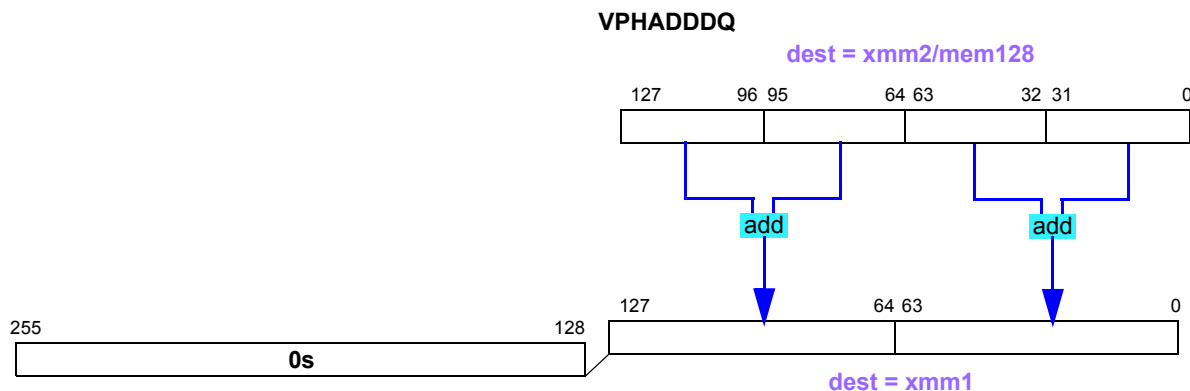 VPHADDDQ
dest = xmm2/mem128
127 96 95 64 63 32 31 0
add add
127 64 63 0
255 128
0s
dest = xmm1